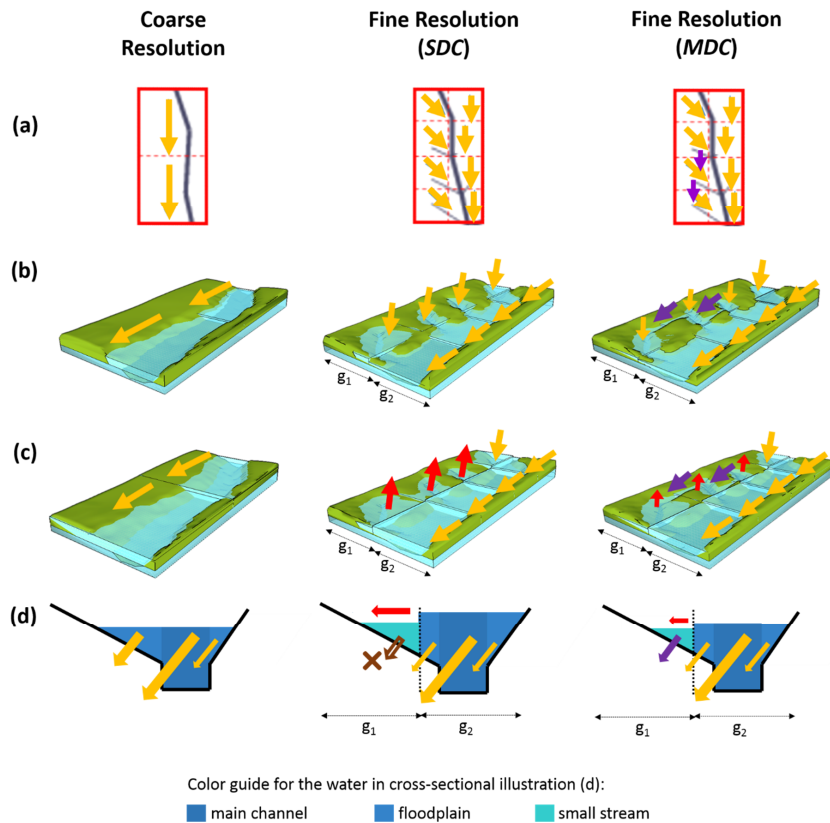 Coarse
Resolution
Fine Resolution
(SDC)
Fine Resolution
(MDC)
(a)
(b)
g1
g2
g1
g2
(c)
g1
g2
g1
g2
(d)
g1
g2
g1
g2
Color guide for the water in cross-sectional illustration (d):
main channel
floodplain
small stream